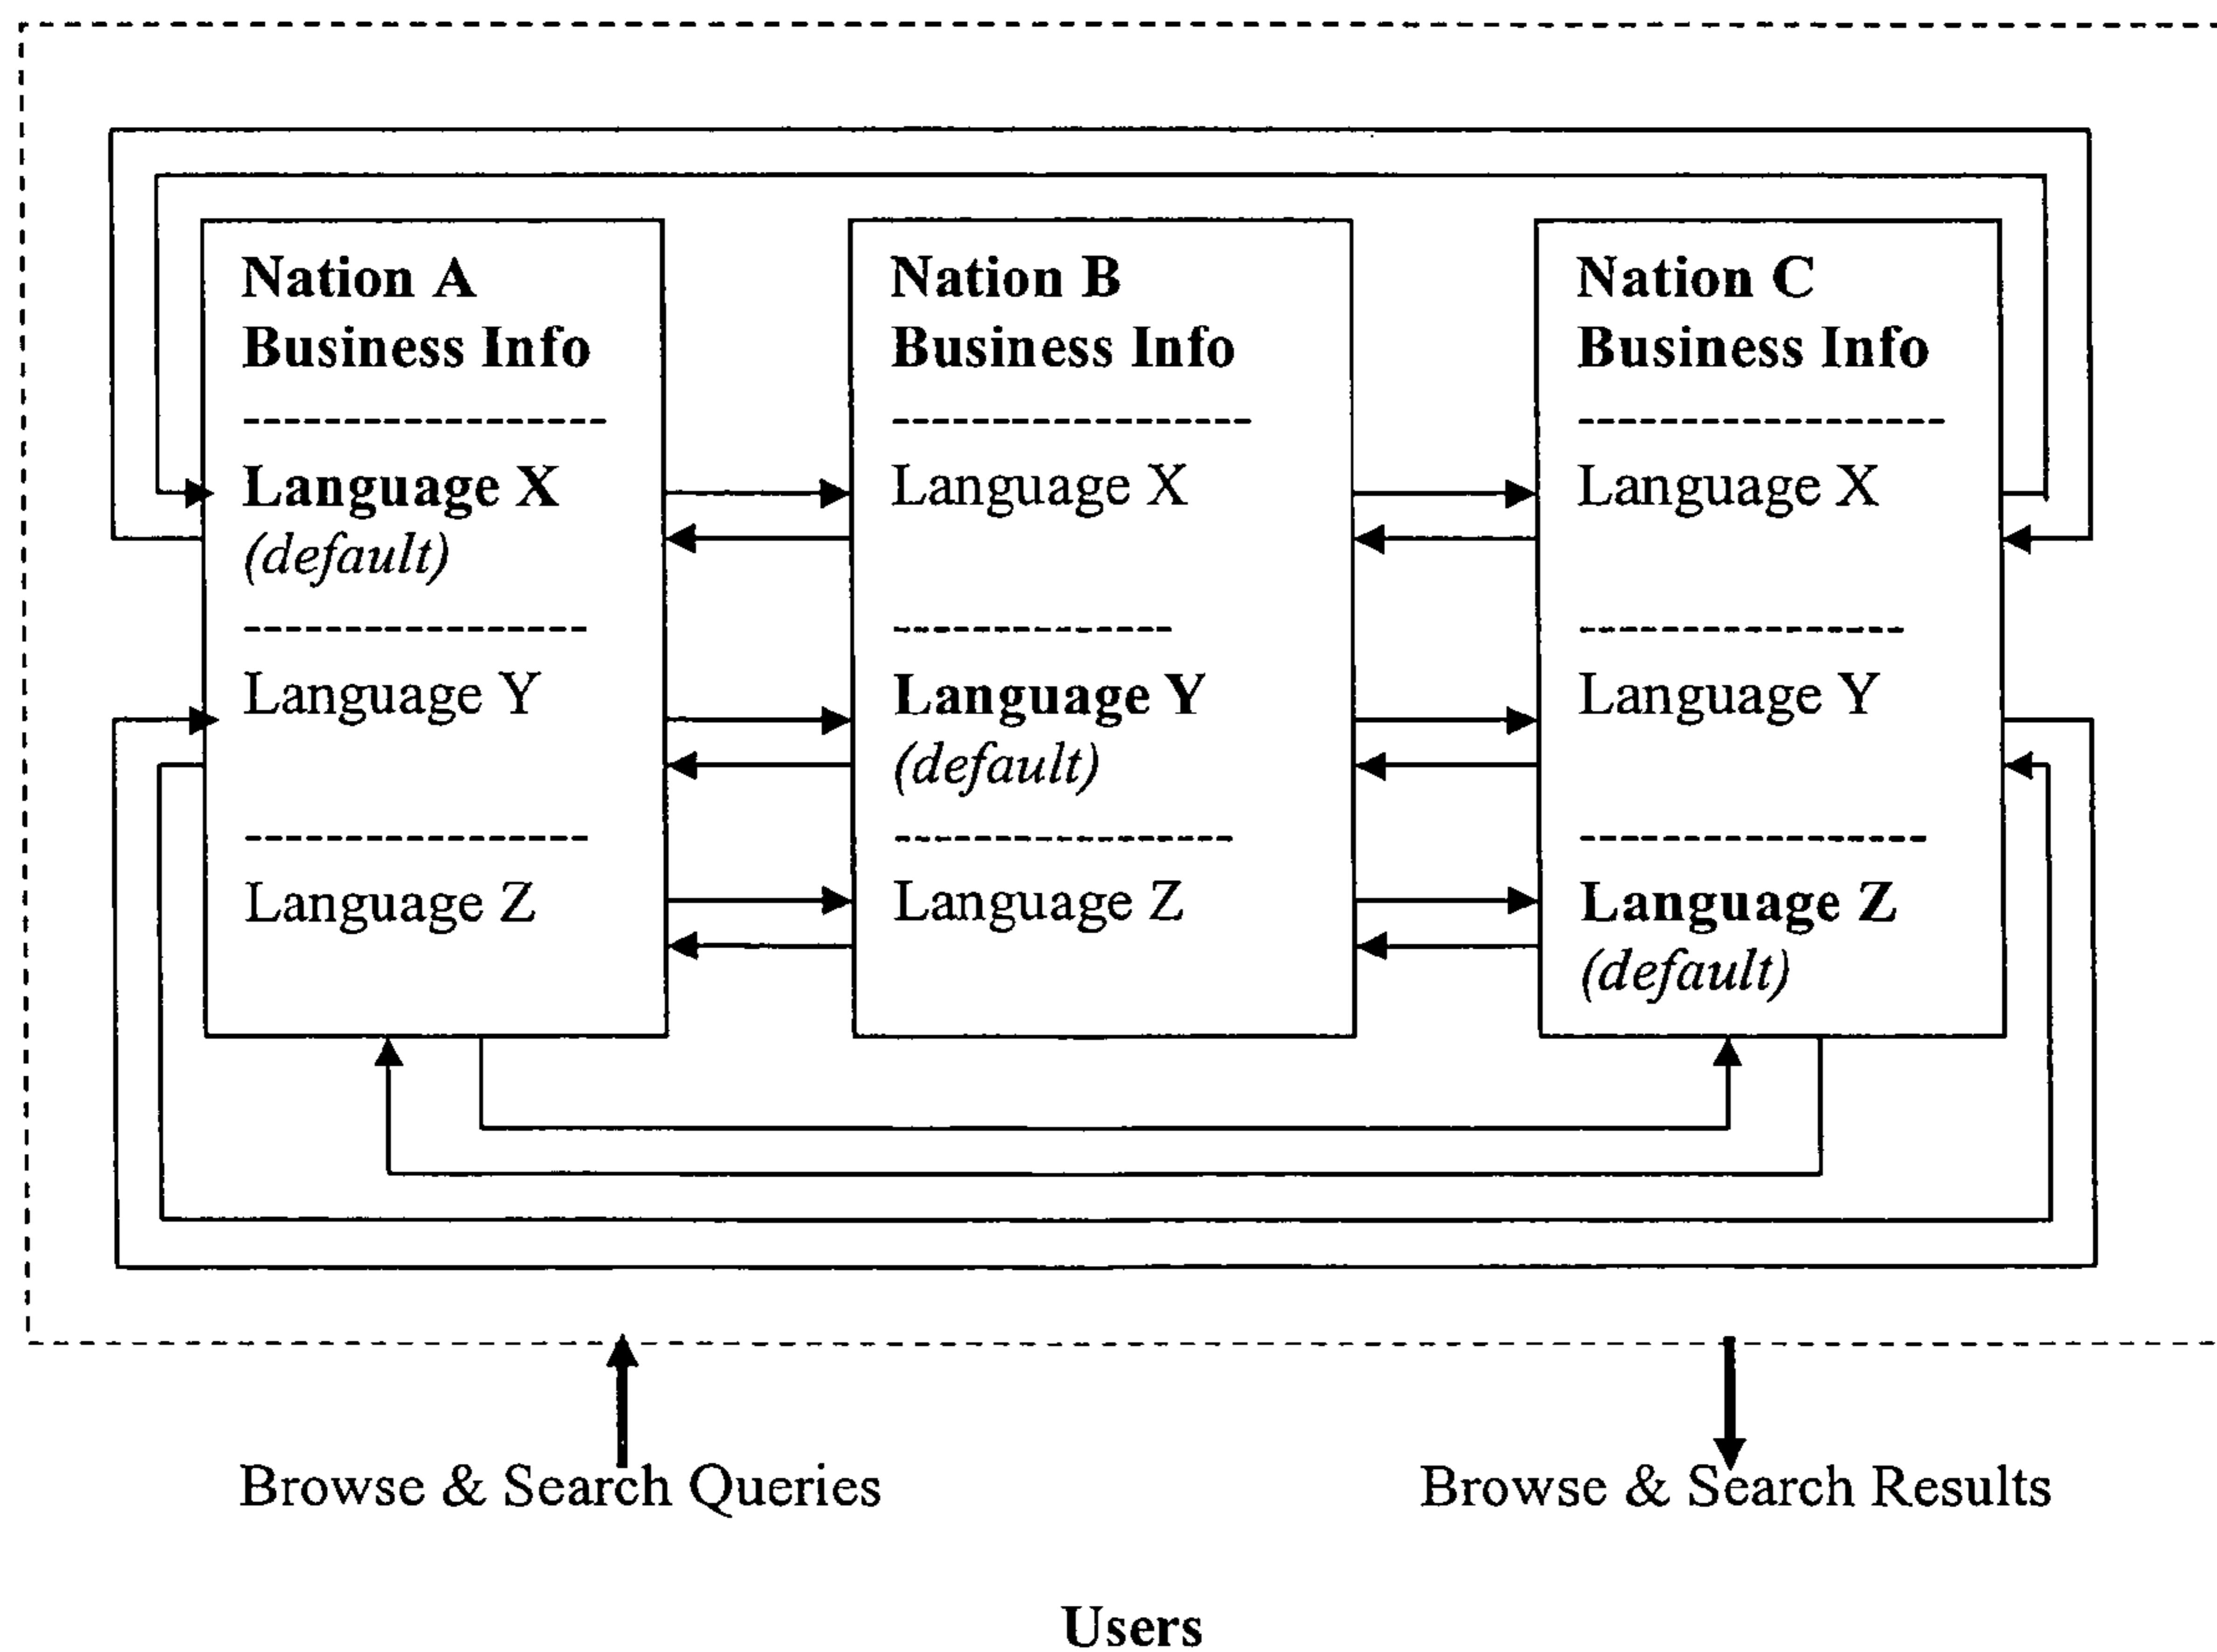 Nation A
Business Info
Language X
(default)
Language Y
Language Z
Nation B
Business Info
Language X
Language Y
(default)
Language Z
Nation C
Business Info
Language X
Language Y
Language Z
(default)
Browse & Search Queries
Browse & Search Results
Users